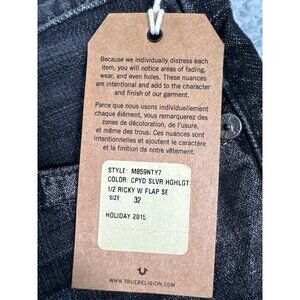 Because we individually distress each
item, you will notice areas of fading,
wear, and even holes. These nuances
are intentional and add to the character
and finish of our garment.
Parce que nous usons individuellement
chaque élément, vous remarquerez des
zones de décoloration, de l'usure,
et même des trous. Ces nuances sont
intentionnelles et ajoutent le caractère
et la finition de notre vêtement.
STYLE: M859N1Y7
COLOR: CPYD SLVR HGHLGT
1/2 RICKY W FLAP SE
SIZE 32
HOLIDAY 2015
WWW.TRUERELIGION.COM